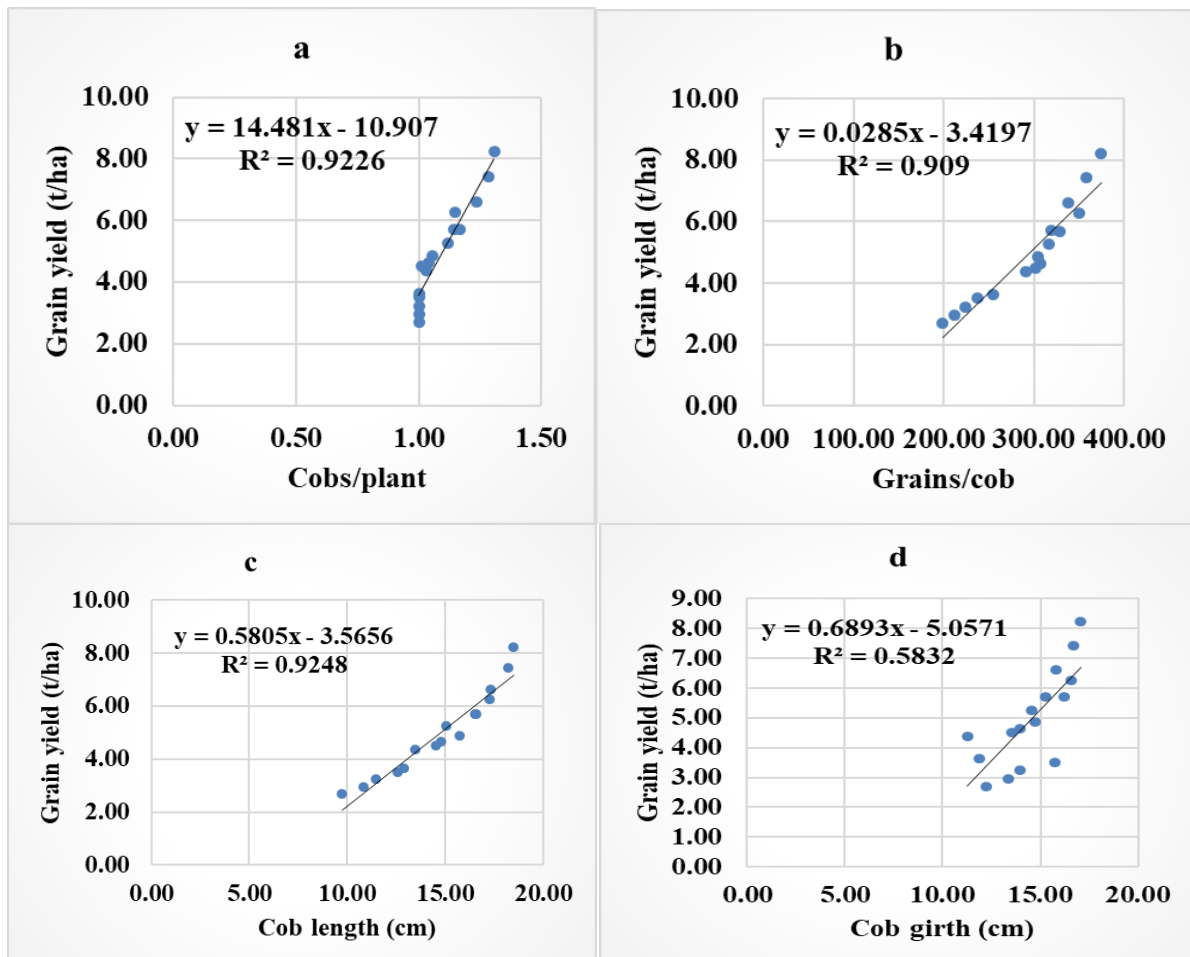 a
10.00
y = 14.481x - 10.907
R² = 0.9226
8.00
6.00
4.00
2.00
0.00
Grain yield (t/ha)
0.00 0.50 1.00 1.50
Cobs/plant
b
10.00
y = 0.0285x - 3.4197
R² = 0.909
8.00
6.00
4.00
2.00
0.00
Grain yield (t/ha)
0.00 100.00 200.00 300.00 400.00
Grains/cob
c
10.00
y = 0.5805x - 3.5656
R² = 0.9248
8.00
6.00
4.00
2.00
0.00
Grain yield (t/ha)
0.00 5.00 10.00 15.00 20.00
Cob length (cm)
d
9.00
y = 0.6893x - 5.0571
R² = 0.5832
8.00
7.00
6.00
5.00
4.00
3.00
2.00
1.00
0.00
Grain yield (t/ha)
0.00 5.00 10.00 15.00 20.00
Cob girth (cm)